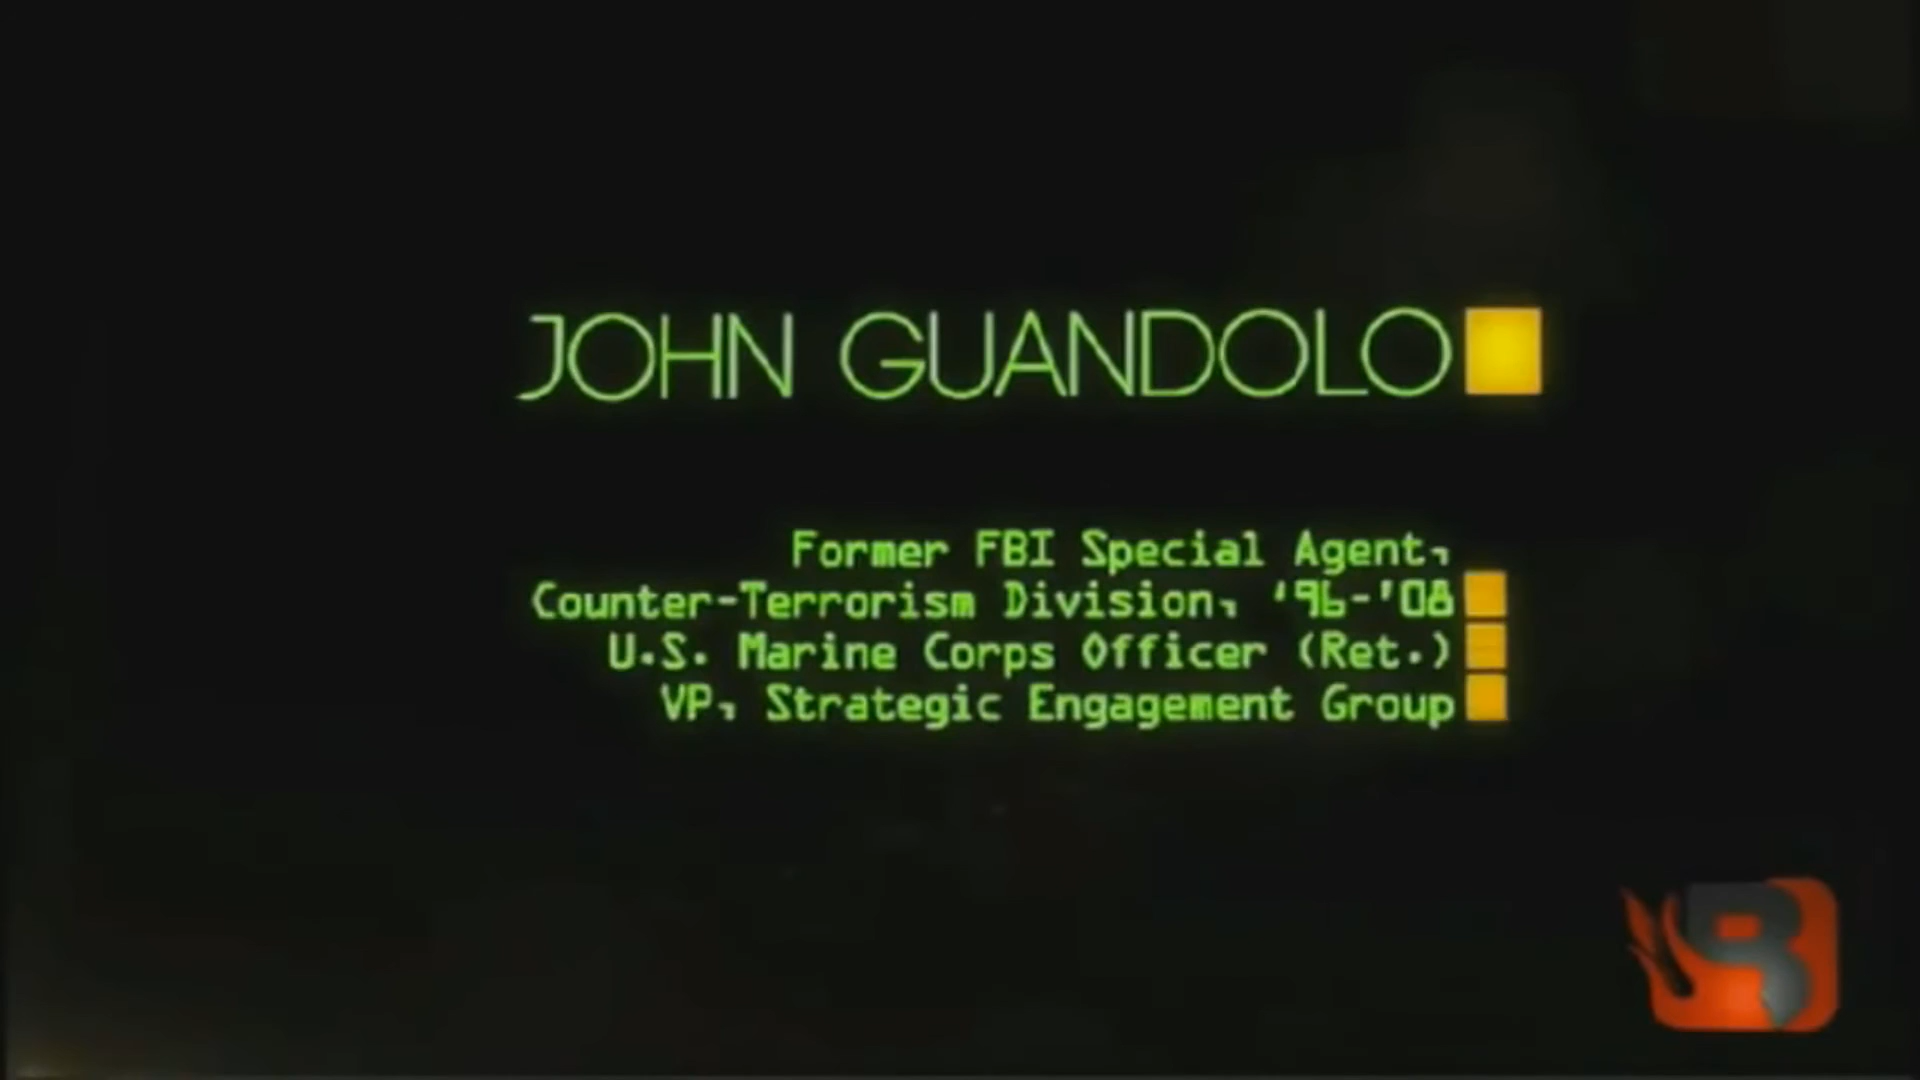 JOHN GUANDOLO
Former FBI Special Agent,
Counter-Terrorism Division, '96-'08
U.S. Marine Corps Officer (Ret.)
VP, Strategic Engagement Group